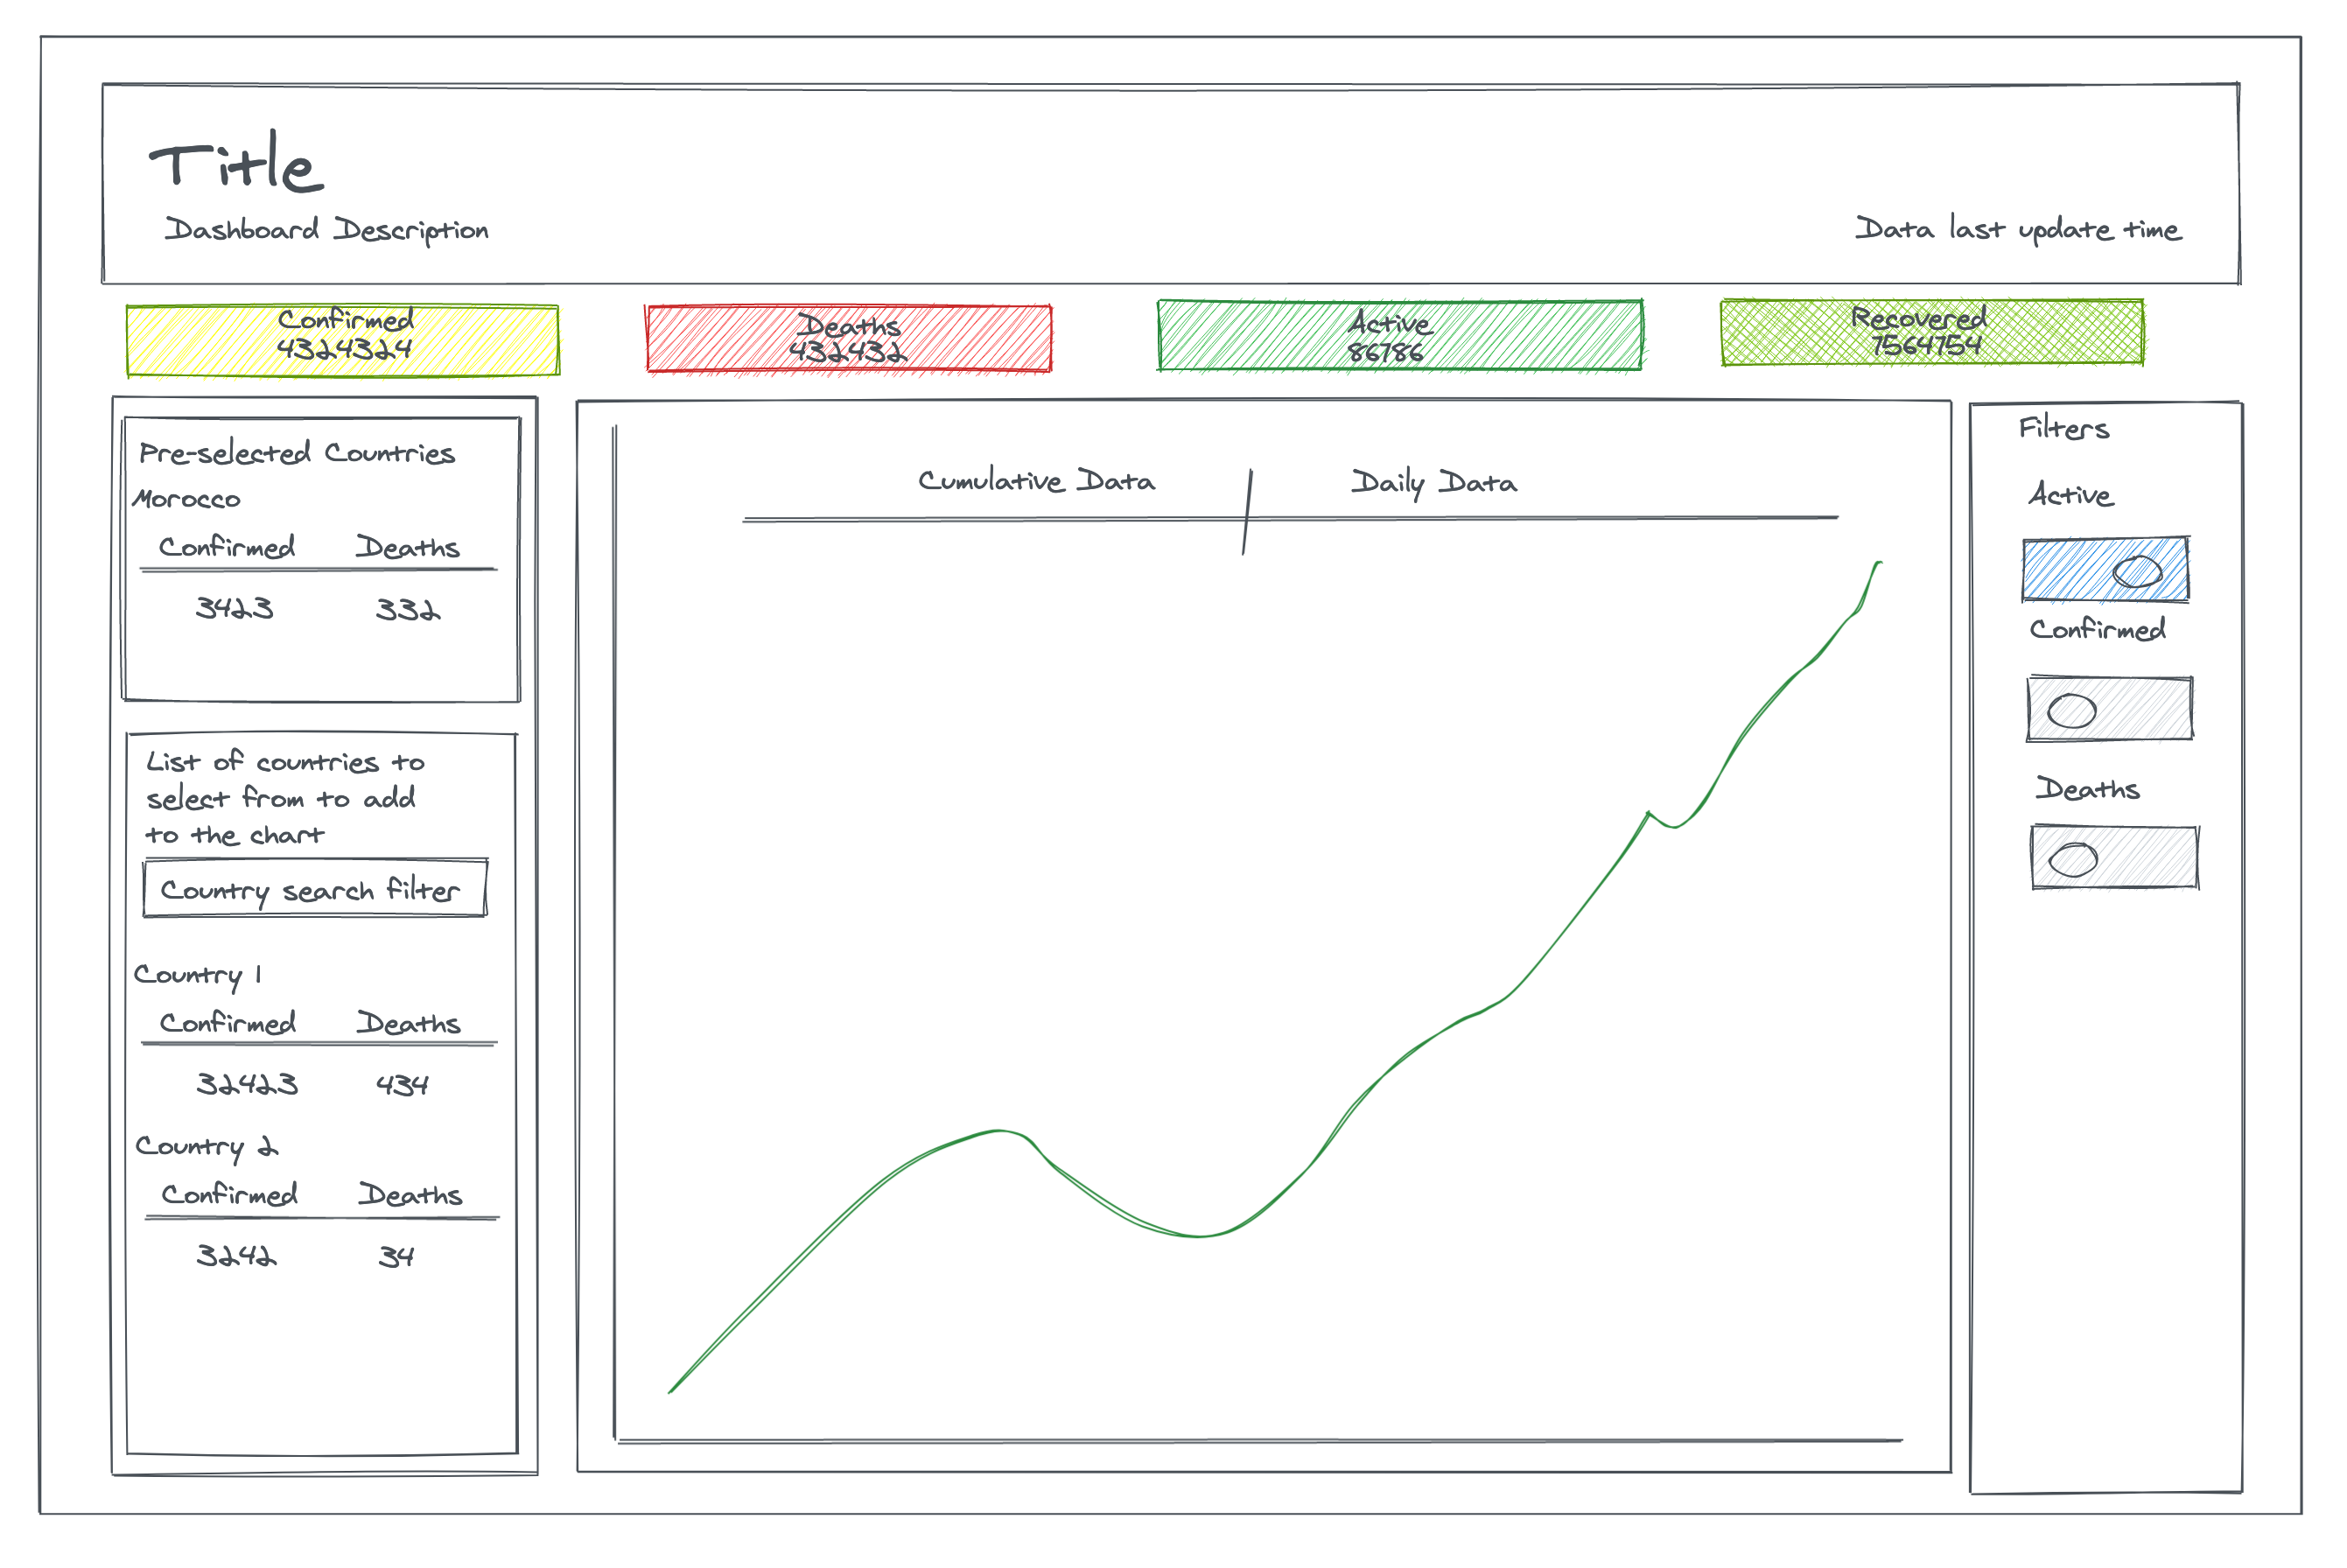 Title
Dashboard Description
Data last update time
Confirmed
4324324
Deaths
432432
Active
86786
Recovered
7564754
Pre-selected Countries
Morocco
Confirmed Deaths
3423 332
List of countries to
select from to add
to the chart
Country search filter
Country 1
Confirmed Deaths
32423 434
Country 2
Confirmed Deaths
3242 34
Cumulative Data
Daily Data
Filters
Active
Confirmed
Deaths